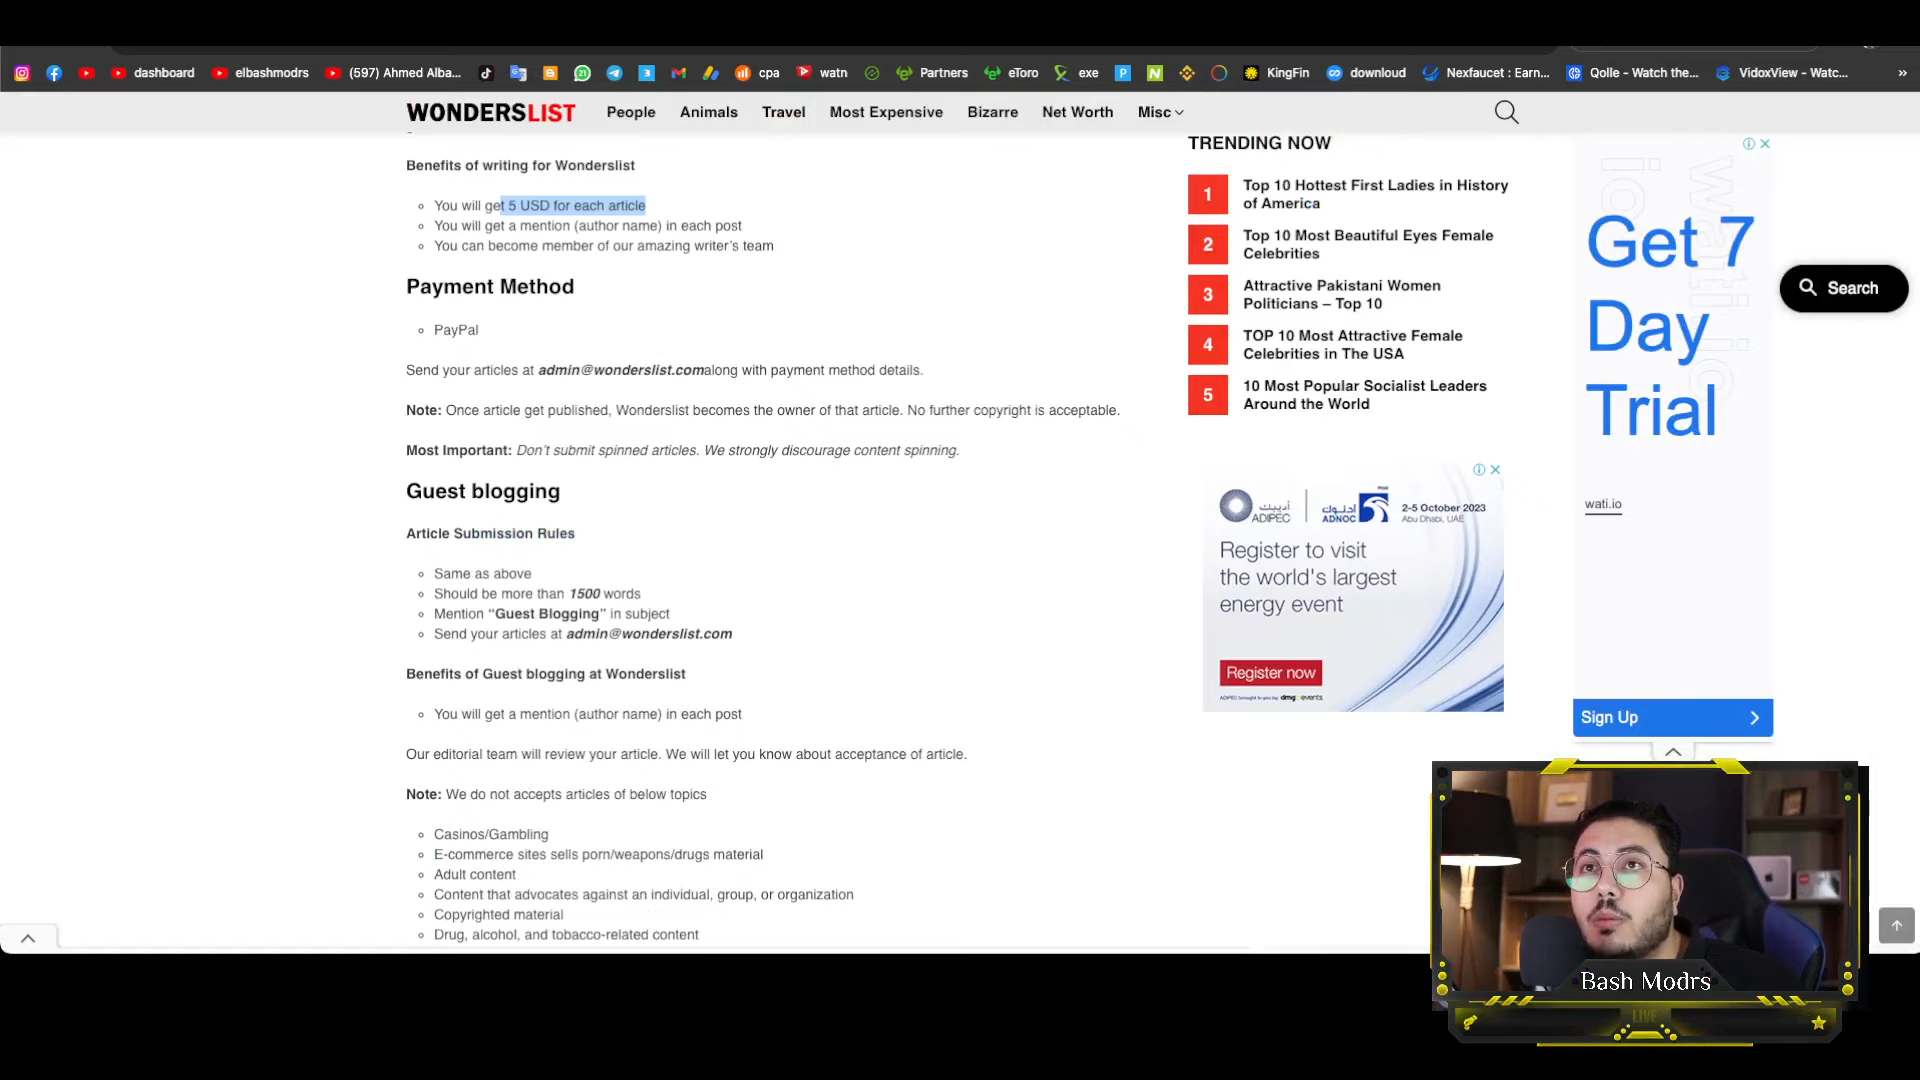 dashboard
elbashmodrs
(597) Ahmed Alba...
cpa
watn
Partners
eToro
exe
KingFin
downloud
Nexfaucet : Earn...
Qolle - Watch the...
VidoxView - Watc...
»
WONDERSLIST
People
Animals
Travel
Most Expensive
Bizarre
Net Worth
Misc
Benefits of writing for Wonderslist
You will get 5 USD for each article
You will get a mention (author name) in each post
You can become member of our amazing writer's team
Payment Method
PayPal
Send your articles at admin@wonderslist.comalong with payment method details.
Note: Once article get published, Wonderslist becomes the owner of that article. No further copyright is acceptable.
Most Important: Don't submit spinned articles. We strongly discourage content spinning.
Guest blogging
Article Submission Rules
Same as above
Should be more than 1500 words
Mention “Guest Blogging” in subject
Send your articles at admin@wonderslist.com
Benefits of Guest blogging at Wonderslist
You will get a mention (author name) in each post
Our editorial team will review your article. We will let you know about acceptance of article.
Note: We do not accepts articles of below topics
Casinos/Gambling
E-commerce sites sells porn/weapons/drugs material
Adult content
Content that advocates against an individual, group, or organization
Copyrighted material
Drug, alcohol, and tobacco-related content
TRENDING NOW
1
Top 10 Hottest First Ladies in History
of America
2
Top 10 Most Beautiful Eyes Female
Celebrities
3
Attractive Pakistani Women
Politicians – Top 10
4
TOP 10 Most Attractive Female
Celebrities in The USA
5
10 Most Popular Socialist Leaders
Around the World
أديبك
ADIPEC
أدنوك
ADNOC
2-5 October 2023
Abu Dhabi, UAE
Register to visit
the world's largest
energy event
Register now
ADIPEC brought to you by dmg events
wati.io
Get 7
Day
Trial
wati.io
Sign Up
Search
Bash Modrs
LIVE